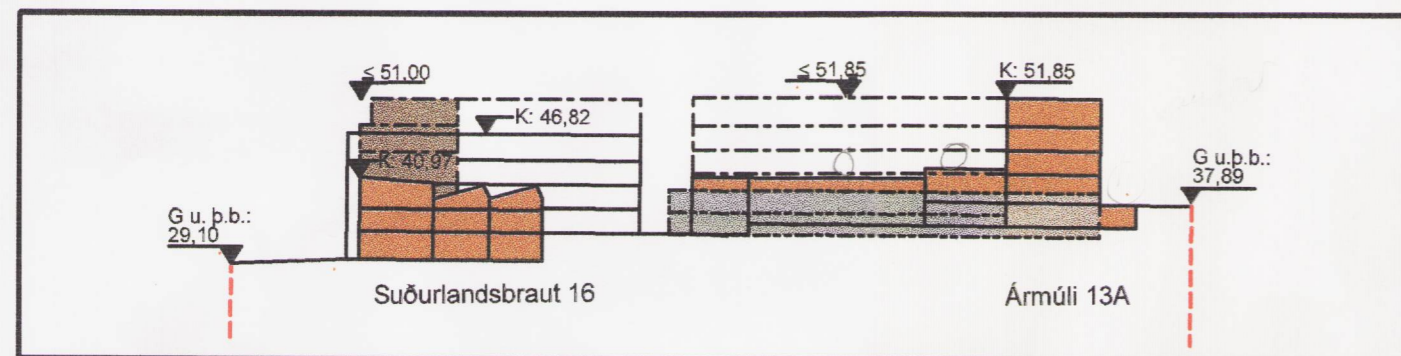 ≤ 51,00
≤ 51,85
K: 51,85
K: 46,82
K: 40,97
G u.þ.b.:
37,89
G u. þ.b.:
29,10
Suðurlandsbraut 16
Ármúli 13A